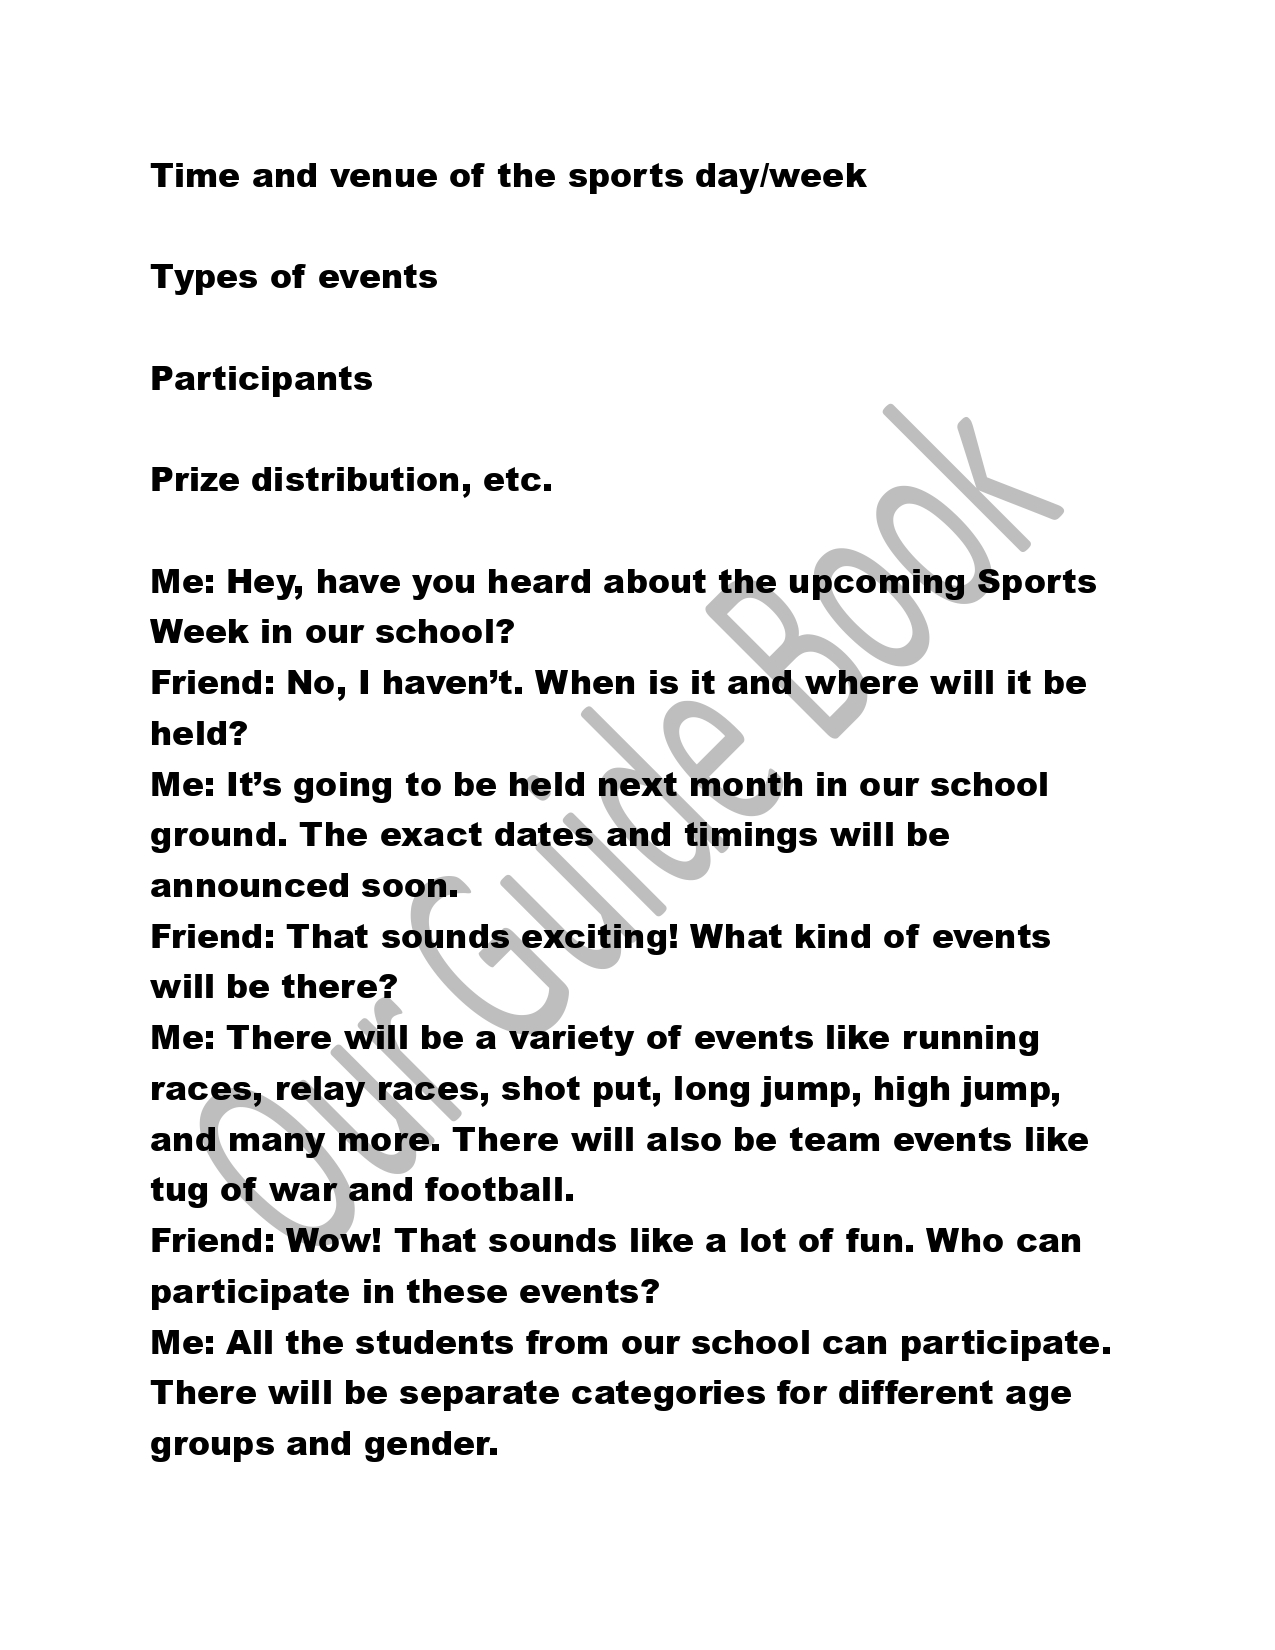 Time and venue of the sports day/week
Types of events
Participants
Prize distribution, etc.
Me: Hey, have you heard about the upcoming Sports
Week in our school?
Friend: No, I haven’t. When is it and where will it be
held?
Me: It’s going to be held next month in our school
ground. The exact dates and timings will be
announced soon.
Friend: That sounds exciting! What kind of events
will be there?
Me: There will be a variety of events like running
races, relay races, shot put, long jump, high jump,
and many more. There will also be team events like
tug of war and football.
Friend: Wow! That sounds like a lot of fun. Who can
participate in these events?
Me: All the students from our school can participate.
There will be separate categories for different age
groups and gender.
Our Guide Book